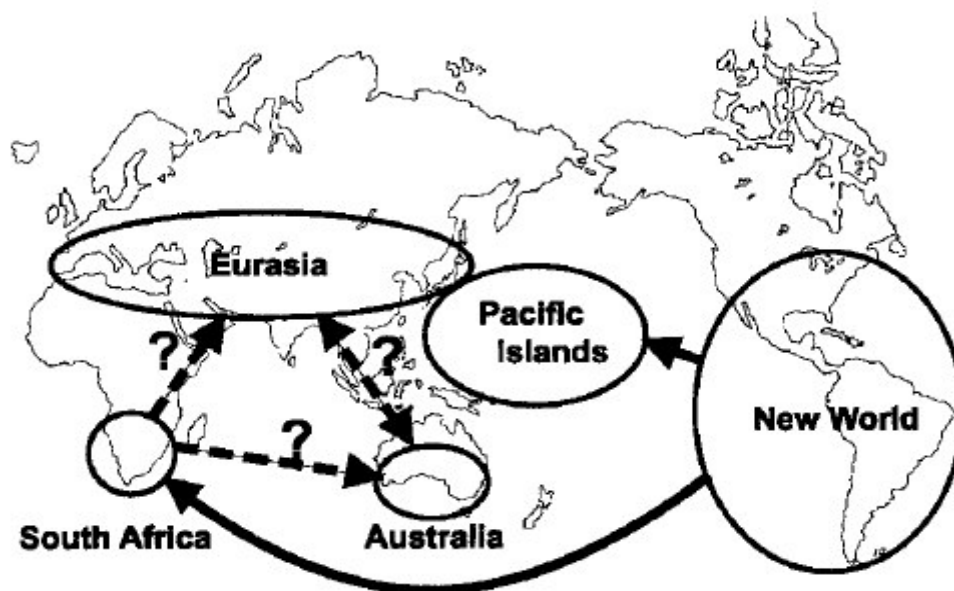 Eurasia
Pacific
Islands
?
?
New World
?
South Africa
Australia